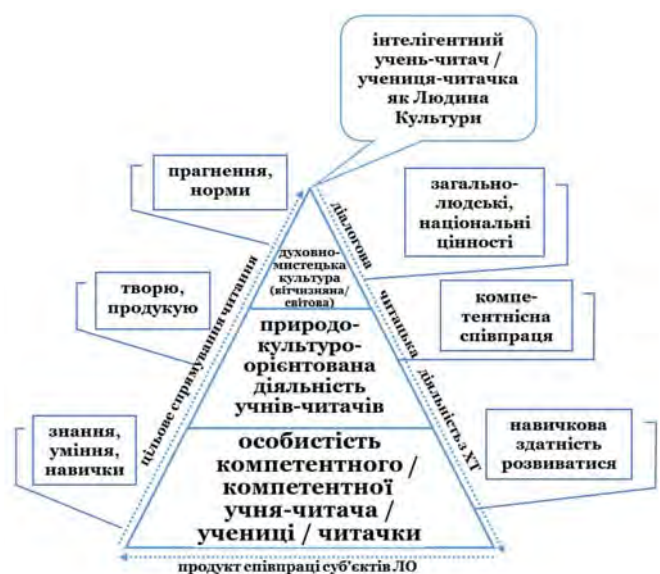 інтелігентний
учень-читач /
учениця-читачка
як Людина
Культури
прагнення,
норми
загально-
людські,
національні
цінності
духовно-
мистецька
культура
(вітчизняна/
світова)
творю,
продукую
компе-
тентнісна
співпраця
природо-
культуро-
орієнтована
діяльність
учнів-читачів
знання,
уміння,
навички
навичкова
здатність
розвиватися
особистість
компетентного /
компетентної
учня-читача /
учениці / читачки
цільове спрямування читання
діалогова читацька діяльність з ХТ
продукт співпраці суб'єктів ЛО